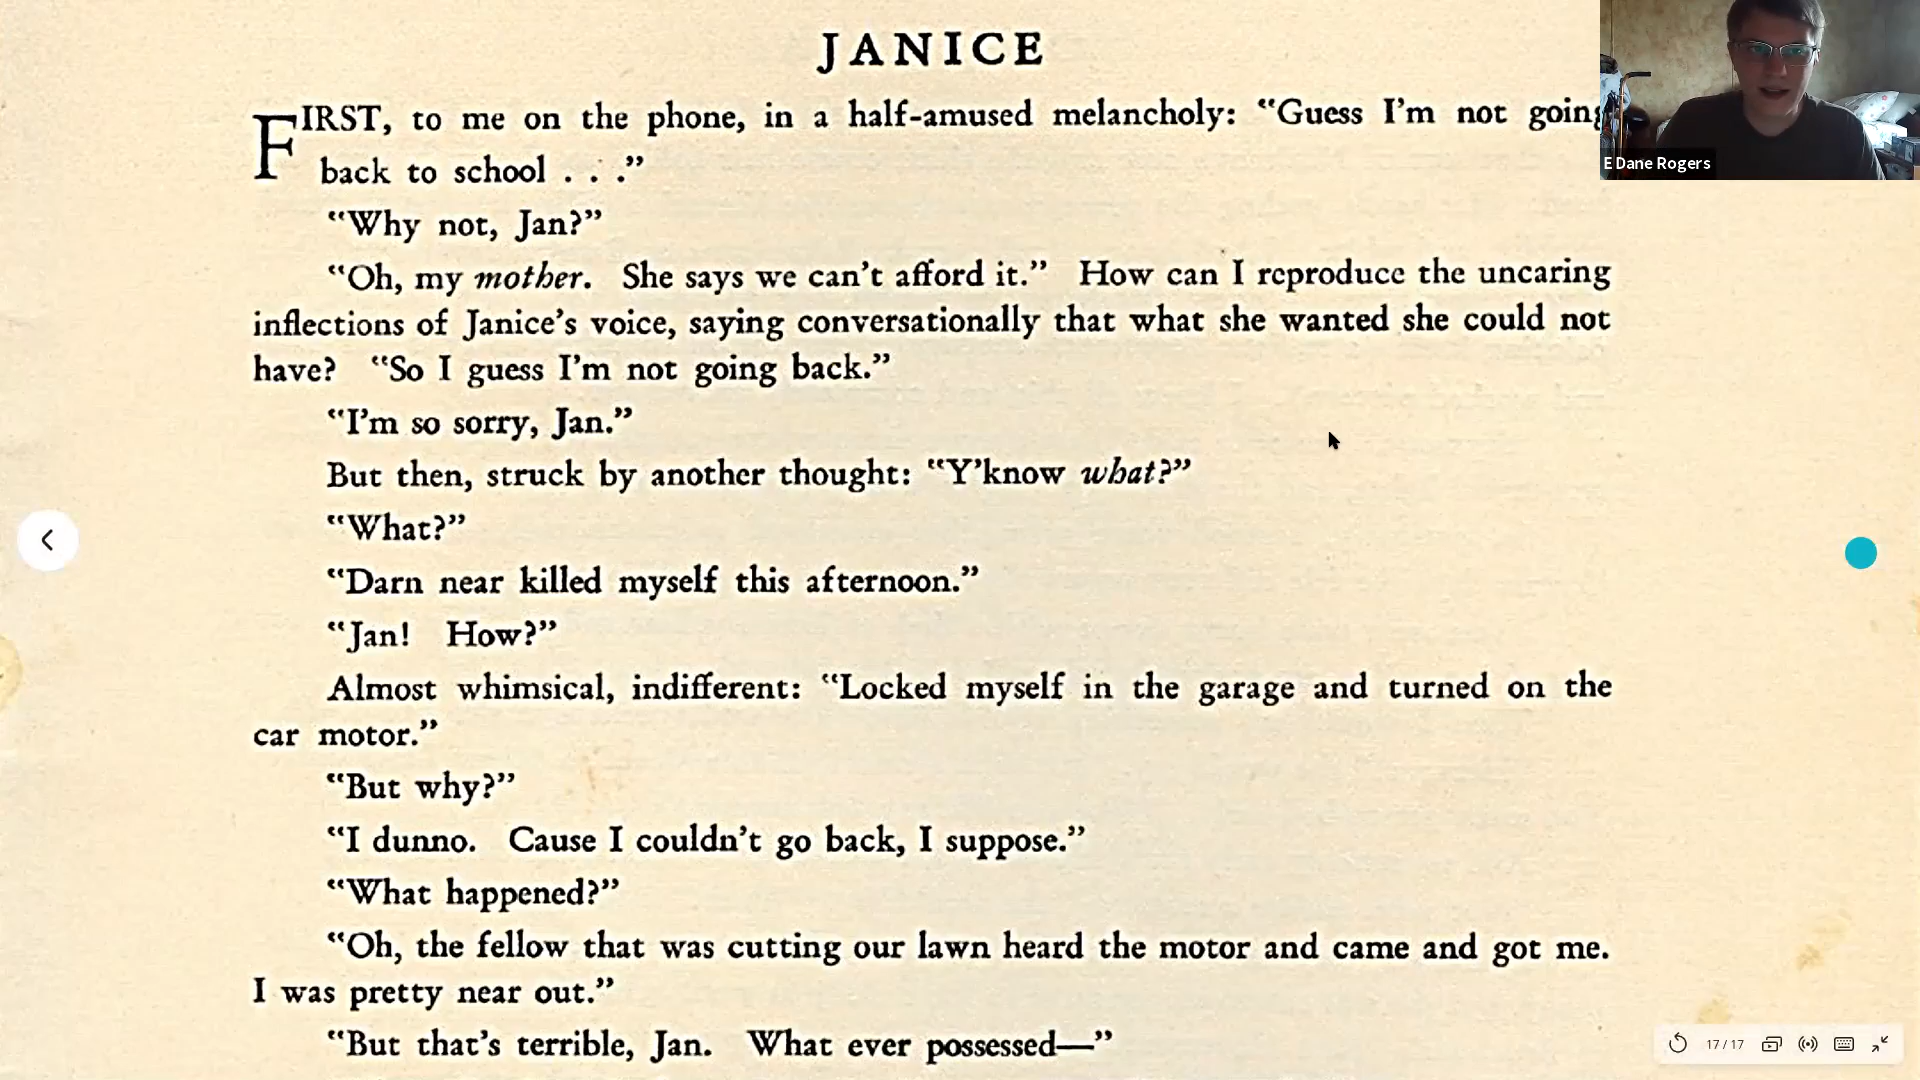 JANICE
FIRST, to me on the phone, in a half-amused melancholy: “Guess I’m not going
back to school . . .”
“Why not, Jan?”
“Oh, my mother. She says we can’t afford it.” How can I reproduce the uncaring
inflections of Janice’s voice, saying conversationally that what she wanted she could not
have? “So I guess I’m not going back.”
“I’m so sorry, Jan.”
But then, struck by another thought: “Y’know what?”
“What?”
“Darn near killed myself this afternoon.”
“Jan! How?”
Almost whimsical, indifferent: “Locked myself in the garage and turned on the
car motor.”
“But why?”
“I dunno. Cause I couldn’t go back, I suppose.”
“What happened?”
“Oh, the fellow that was cutting our lawn heard the motor and came and got me.
I was pretty near out.”
“But that’s terrible, Jan. What ever possessed—”
E Dane Rogers
17 / 17